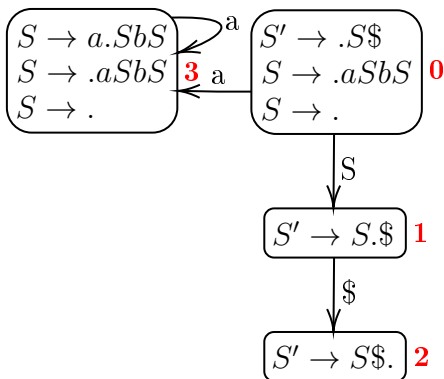 S → a.SbS
S → .aSbS
S → .
3
a
a
S′ → .S$
S → .aSbS
S → .
0
S
S′ → S.$
1
$
S′ → S$.
2